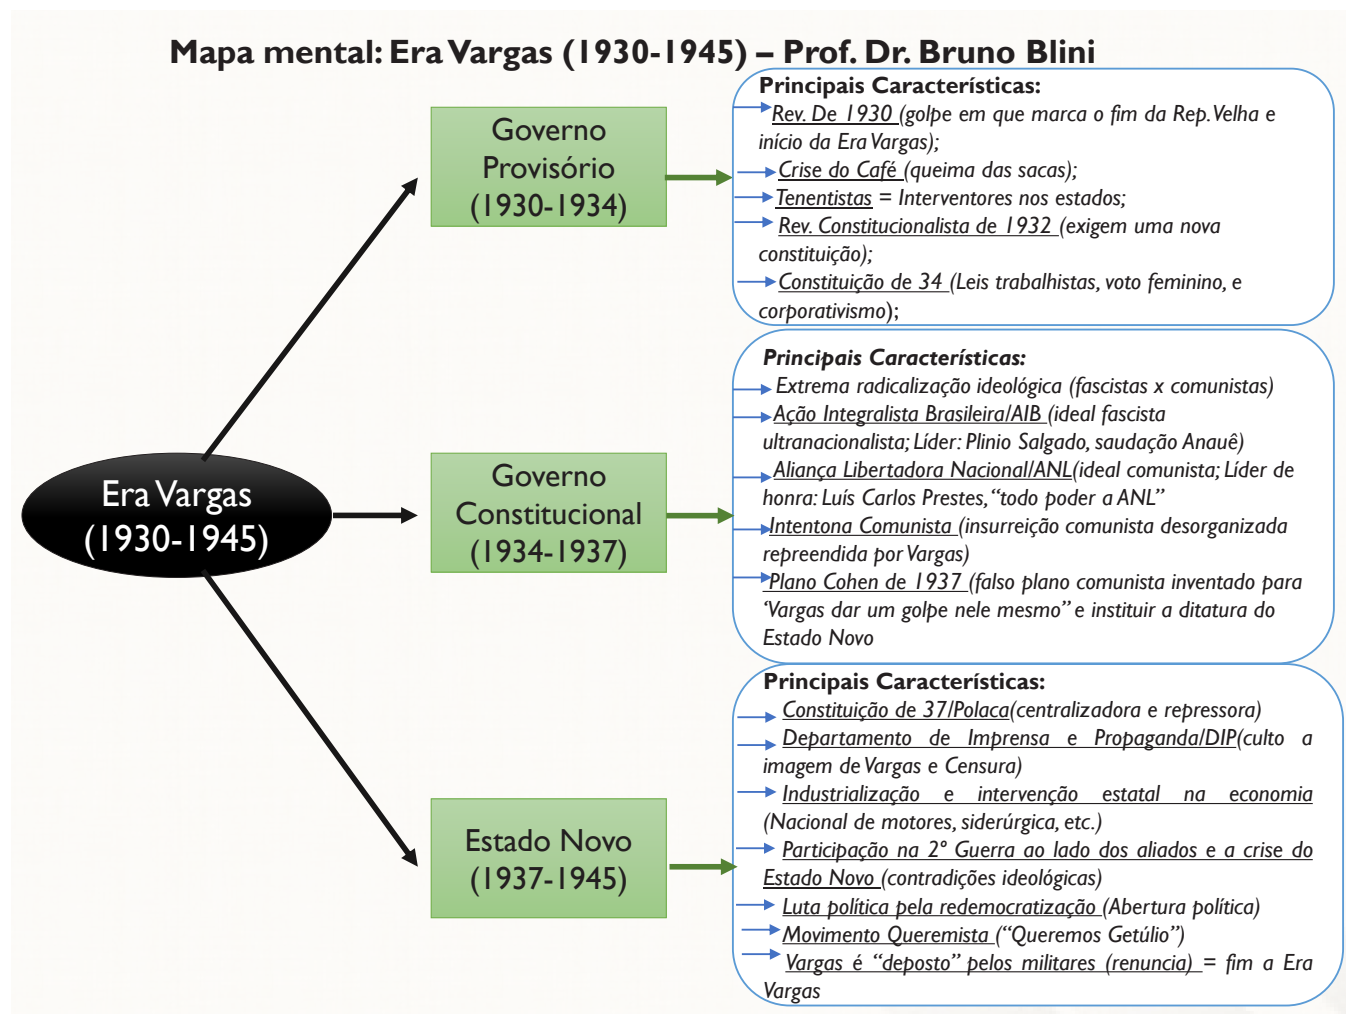 Mapa mental: Era Vargas (1930-1945) – Prof. Dr. Bruno Blini
Era Vargas
(1930-1945)
Governo
Provisório
(1930-1934)
Principais Características:
Rev. De 1930 (golpe em que marca o fim da Rep. Velha e
início da Era Vargas);
Crise do Café (queima das sacas);
Tenentistas = Interventores nos estados;
Rev. Constitucionalista de 1932 (exigem uma nova
constituição);
Constituição de 34 (Leis trabalhistas, voto feminino, e
corporativismo);
Governo
Constitucional
(1934-1937)
Principais Características:
Extrema radicalização ideológica (fascistas x comunistas)
Ação Integralista Brasileira/AIB (ideal fascista
ultranacionalista; Líder: Plinio Salgado, saudação Anauê)
Aliança Libertadora Nacional/ANL(ideal comunista; Líder de
honra: Luís Carlos Prestes, “todo poder a ANL”
Intentona Comunista (insurreição comunista desorganizada
repreendida por Vargas)
Plano Cohen de 1937 (falso plano comunista inventado para
‘Vargas dar um golpe nele mesmo” e instituir a ditatura do
Estado Novo
Estado Novo
(1937-1945)
Principais Características:
Constituição de 37/Polaca(centralizadora e repressora)
Departamento de Imprensa e Propaganda/DIP(culto a
imagem de Vargas e Censura)
Industrialização e intervenção estatal na economia
(Nacional de motores, siderúrgica, etc.)
Participação na 2° Guerra ao lado dos aliados e a crise do
Estado Novo (contradições ideológicas)
Luta política pela redemocratização (Abertura política)
Movimento Queremista (“Queremos Getúlio”)
Vargas é “deposto” pelos militares (renuncia) = fim a Era
Vargas